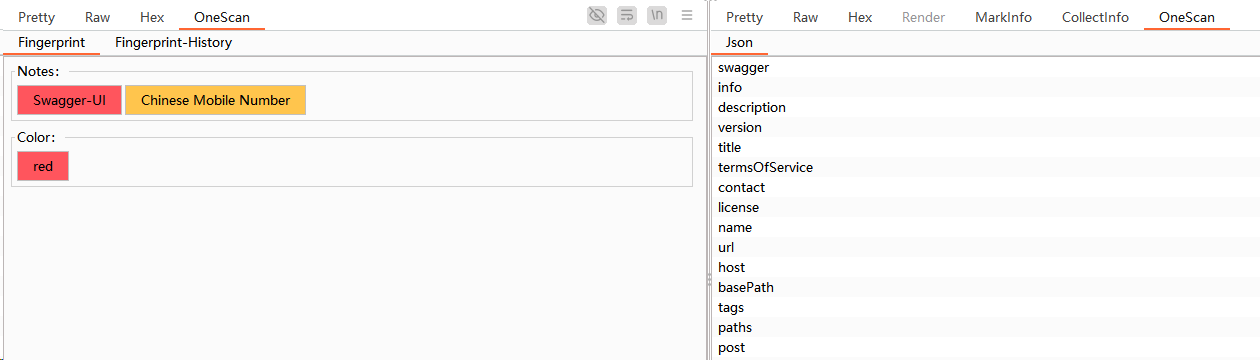 Pretty Raw Hex OneScan \n
Fingerprint Fingerprint-History
Notes:
Swagger-UI Chinese Mobile Number
Color:
red
Pretty Raw Hex Render MarkInfo CollectInfo OneScan
Json
swagger
info
description
version
title
termsOfService
contact
license
name
url
host
basePath
tags
paths
post